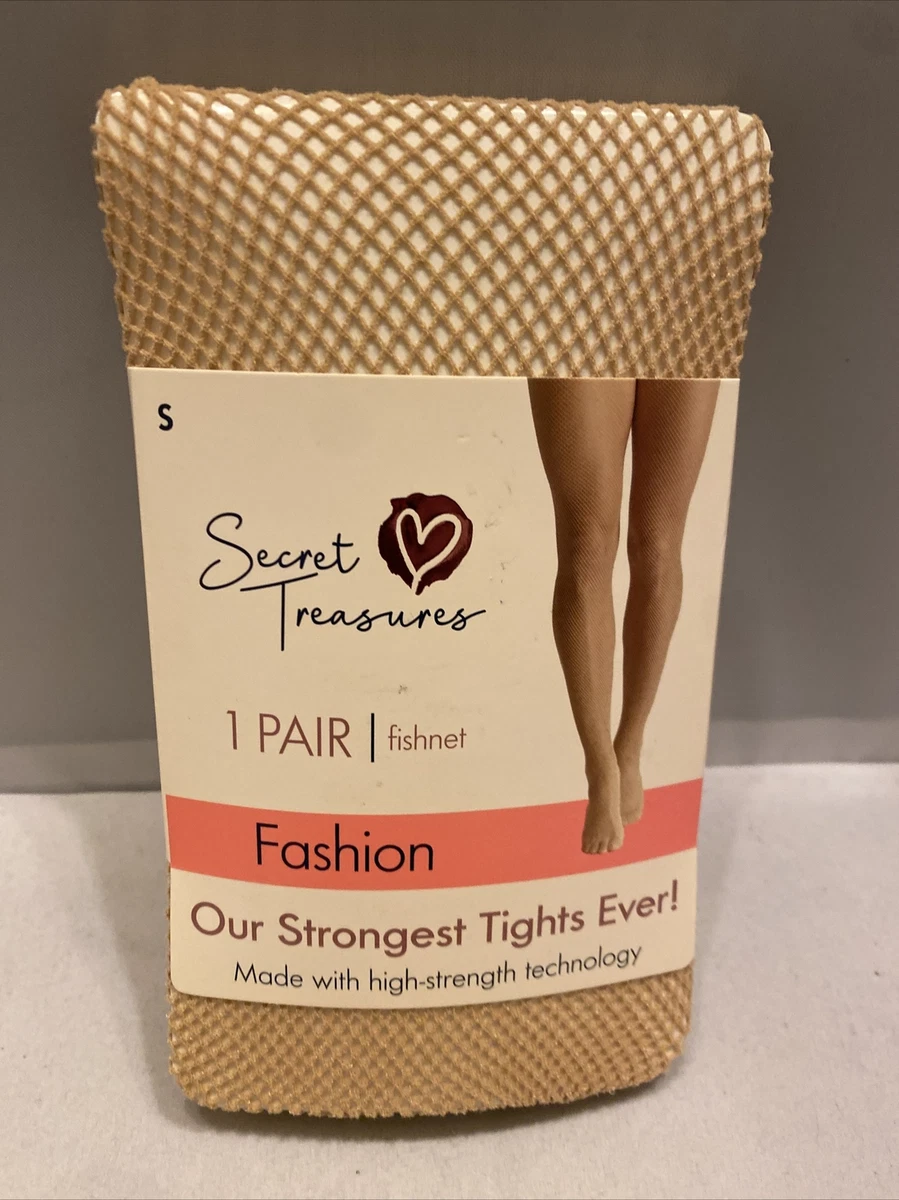 S
Secret
Treasures
1 PAIR | fishnet
Fashion
Our Strongest Tights Ever!
Made with high-strength technology